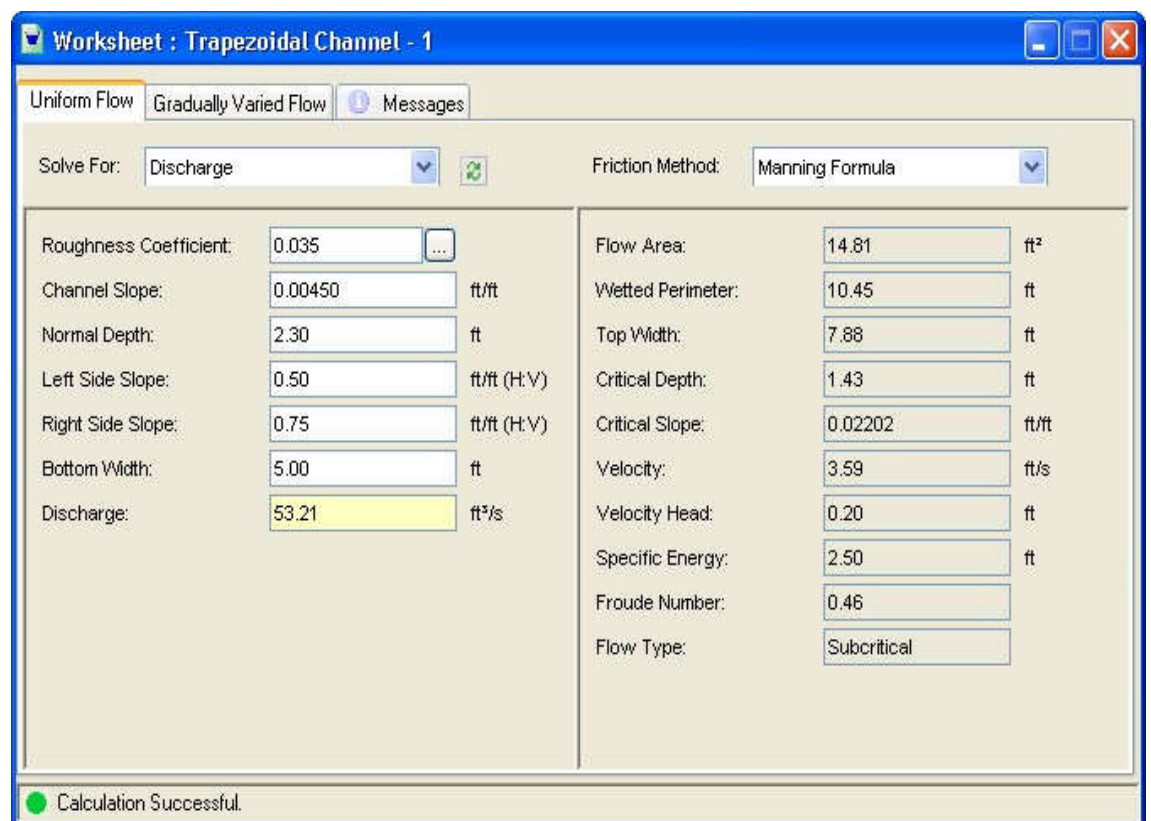 Worksheet : Trapezoidal Channel - 1
Uniform Flow Gradually Varied Flow Messages
Solve For: Discharge Friction Method: Manning Formula
Roughness Coefficient: 0.035 ...
Channel Slope: 0.00450 ft/ft
Normal Depth: 2.30 ft
Left Side Slope: 0.50 ft/ft (H:V)
Right Side Slope: 0.75 ft/ft (H:V)
Bottom Width: 5.00 ft
Discharge: 53.21 ft³/s
Flow Area: 14.81 ft²
Wetted Perimeter: 10.45 ft
Top Width: 7.88 ft
Critical Depth: 1.43 ft
Critical Slope: 0.02202 ft/ft
Velocity: 3.59 ft/s
Velocity Head: 0.20 ft
Specific Energy: 2.50 ft
Froude Number: 0.46
Flow Type: Subcritical
Calculation Successful.